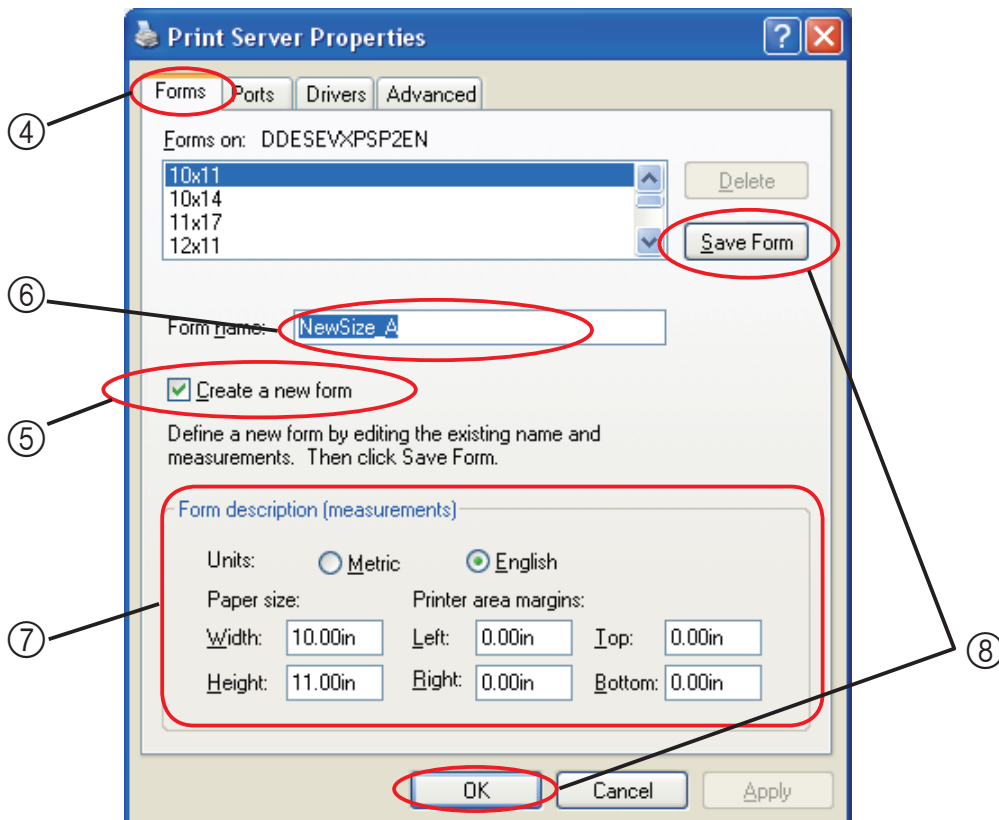 Print Server Properties
?
Forms Ports Drivers Advanced
④
Forms on: DDESEVXPSP2EN
10x11
10x14
11x17
12x11
Delete
Save Form
⑥
Form name: NewSize_A
Create a new form
⑤
Define a new form by editing the existing name and
measurements. Then click Save Form.
Form description (measurements)
Units: Metric English
Paper size: Printer area margins:
⑦
Width: 10.00in Left: 0.00in Top: 0.00in
⑧
Height: 11.00in Right: 0.00in Bottom: 0.00in
OK Cancel Apply